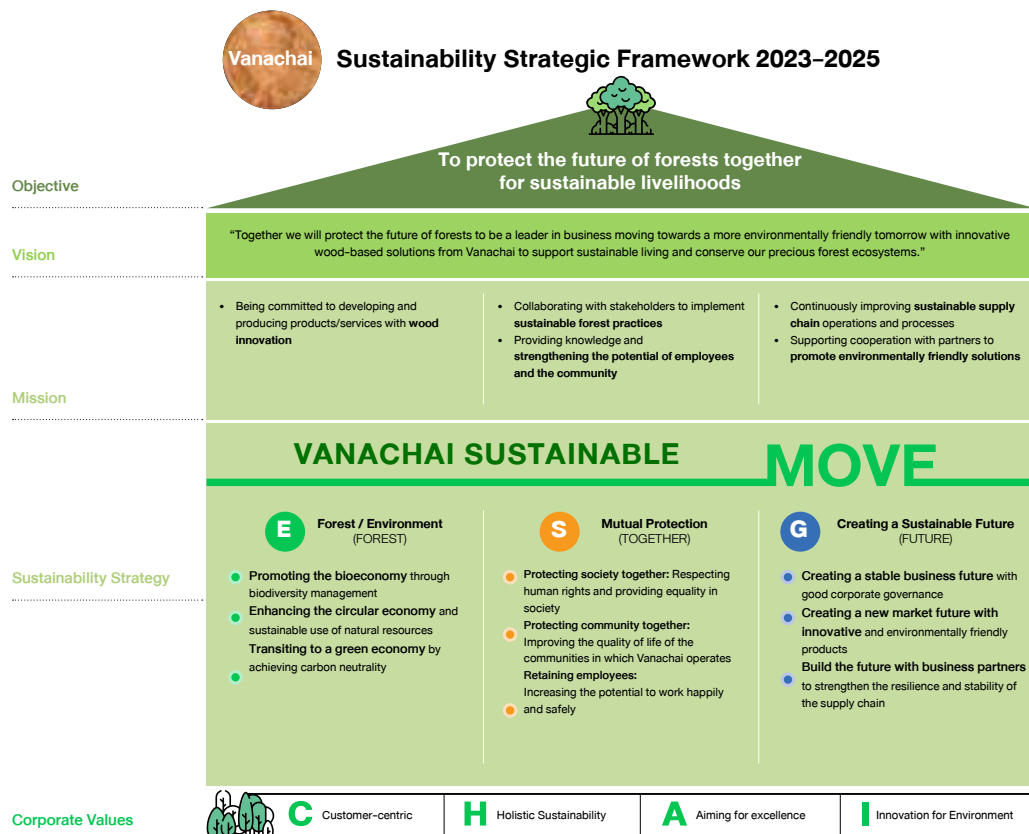 Vanachai
Sustainability Strategic Framework 2023–2025
To protect the future of forests together
for sustainable livelihoods
Objective
Vision
“Together we will protect the future of forests to be a leader in business moving towards a more environmentally friendly tomorrow with innovative
wood-based solutions from Vanachai to support sustainable living and conserve our precious forest ecosystems.”
Mission
• Being committed to developing and
producing products/services with wood
innovation
• Collaborating with stakeholders to implement
sustainable forest practices
• Providing knowledge and
strengthening the potential of employees
and the community
• Continuously improving sustainable supply
chain operations and processes
• Supporting cooperation with partners to
promote environmentally friendly solutions
VANACHAI SUSTAINABLE MOVE
Sustainability Strategy
E
Forest / Environment
(FOREST)
Promoting the bioeconomy through
biodiversity management
Enhancing the circular economy and
sustainable use of natural resources
Transiting to a green economy by
achieving carbon neutrality
S
Mutual Protection
(TOGETHER)
Protecting society together: Respecting
human rights and providing equality in
society
Protecting community together:
Improving the quality of life of the
communities in which Vanachai operates
Retaining employees:
Increasing the potential to work happily
and safely
G
Creating a Sustainable Future
(FUTURE)
Creating a stable business future with
good corporate governance
Creating a new market future with
innovative and environmentally friendly
products
Build the future with business partners
to strengthen the resilience and stability of
the supply chain
Corporate Values
C Customer-centric
H Holistic Sustainability
A Aiming for excellence
I Innovation for Environment